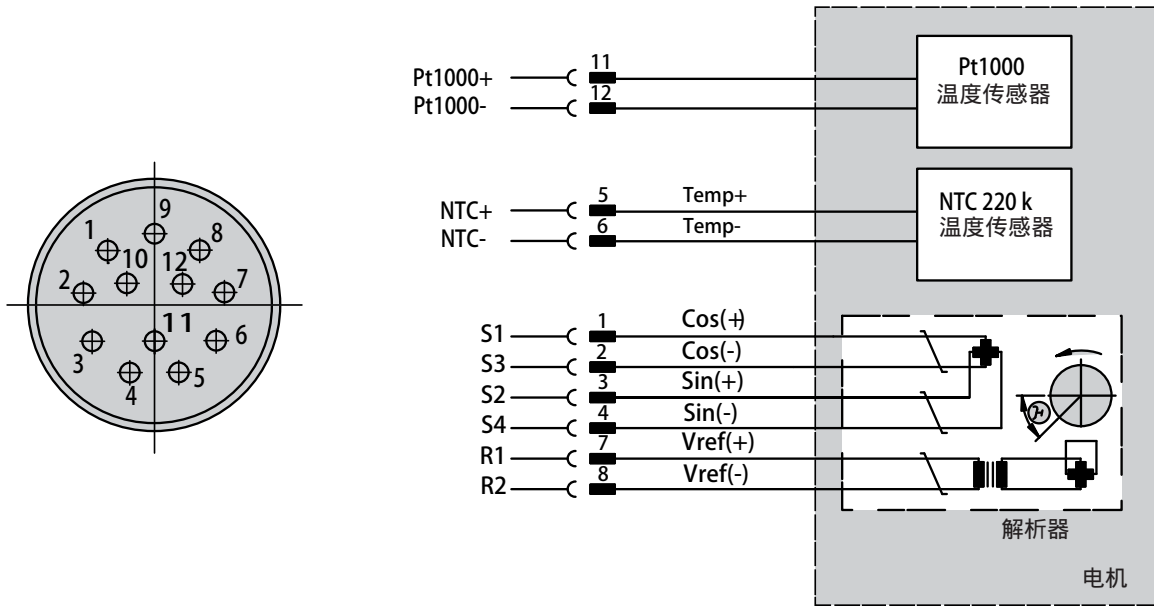 9
1
8
10
12
2
7
11
3
6
4
5
Pt1000+
11
Pt1000-
12
Pt1000
温度传感器
NTC+
5
Temp+
NTC-
6
Temp-
NTC 220 k
温度传感器
S1
1
Cos(+)
S3
2
Cos(-)
S2
3
Sin(+)
S4
4
Sin(-)
R1
7
Vref(+)
R2
8
Vref(-)
解析器
电机